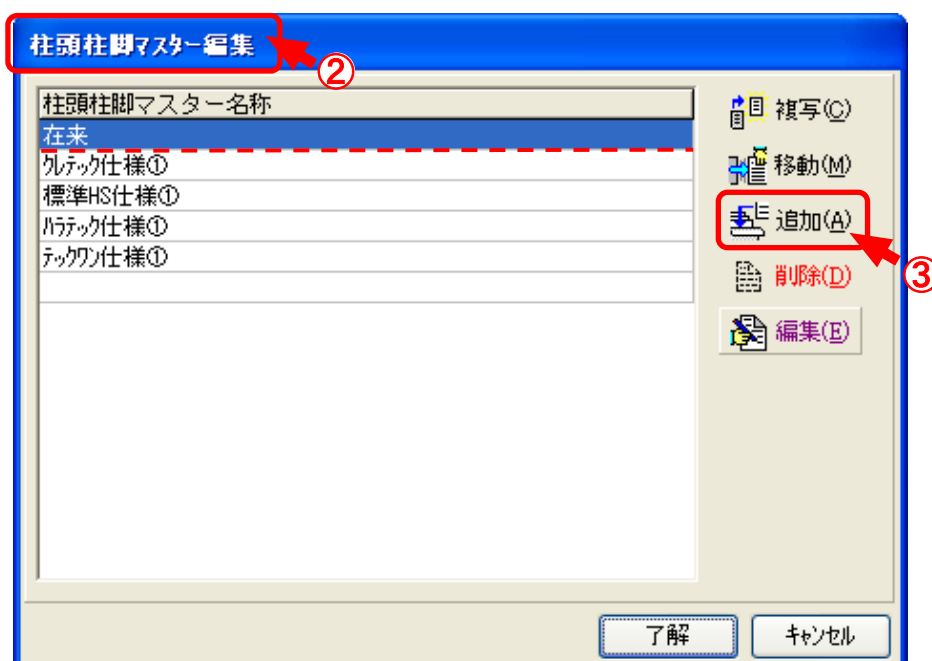 柱頭柱脚ﾏｽﾀｰ編集
②
柱頭柱脚マスター名称
在来
ｸﾚﾃｯｸ仕様①
標準HS仕様①
ﾊﾗﾃｯｸ仕様①
ﾃｯｸﾜﾝ仕様①
複写(C)
移動(M)
追加(A)
③
削除(D)
編集(E)
了解
ｷｬﾝｾﾙ